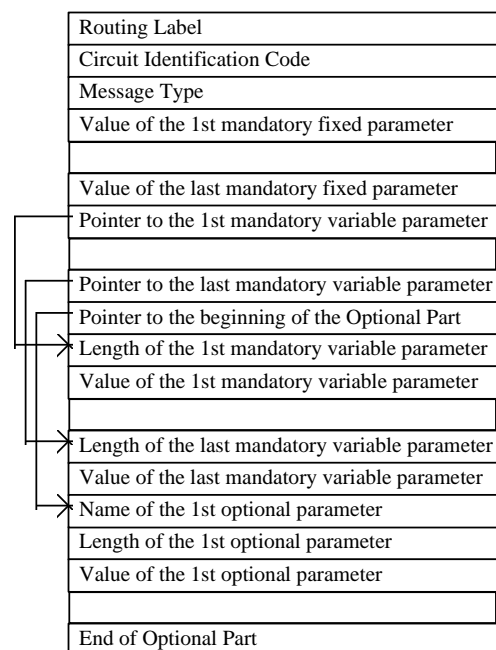 Routing Label
Circuit Identification Code
Message Type
Value of the 1st mandatory fixed parameter
Value of the last mandatory fixed parameter
Pointer to the 1st mandatory variable parameter
Pointer to the last mandatory variable parameter
Pointer to the beginning of the Optional Part
Length of the 1st mandatory variable parameter
Value of the 1st mandatory variable parameter
Length of the last mandatory variable parameter
Value of the last mandatory variable parameter
Name of the 1st optional parameter
Length of the 1st optional parameter
Value of the 1st optional parameter
End of Optional Part